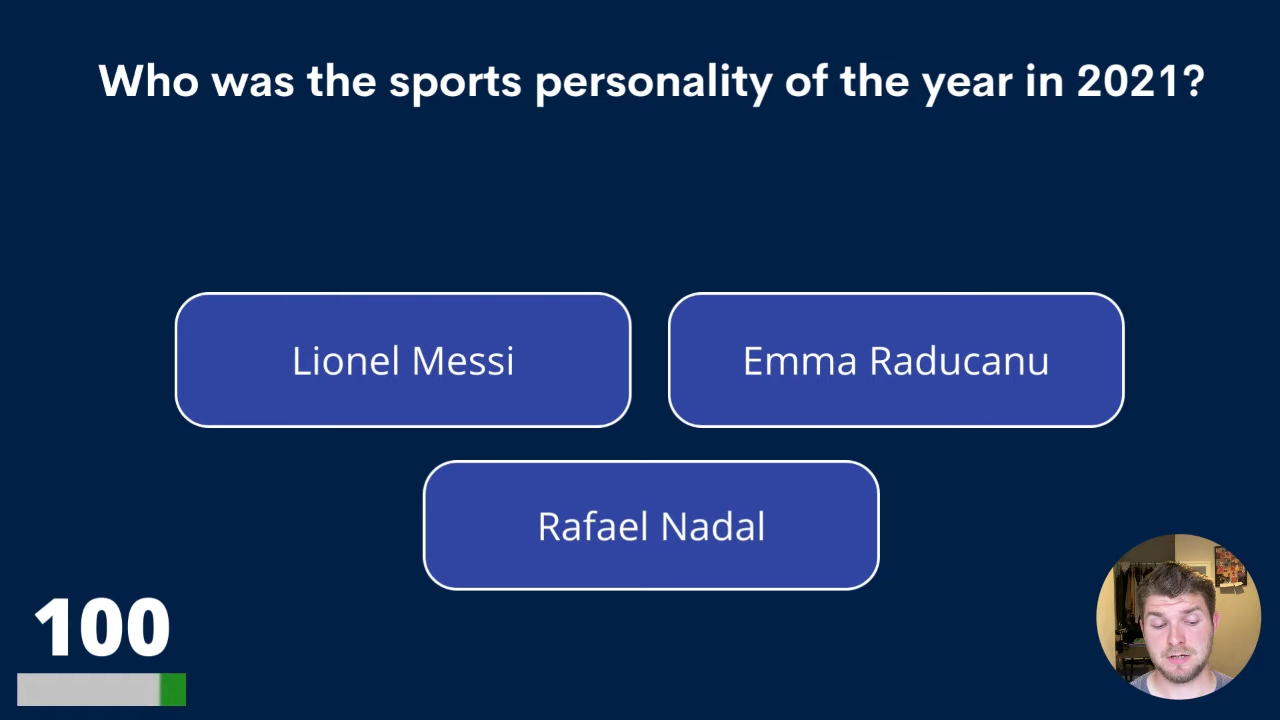 Who was the sports personality of the year in 2021?
Lionel Messi
Emma Raducanu
Rafael Nadal
100